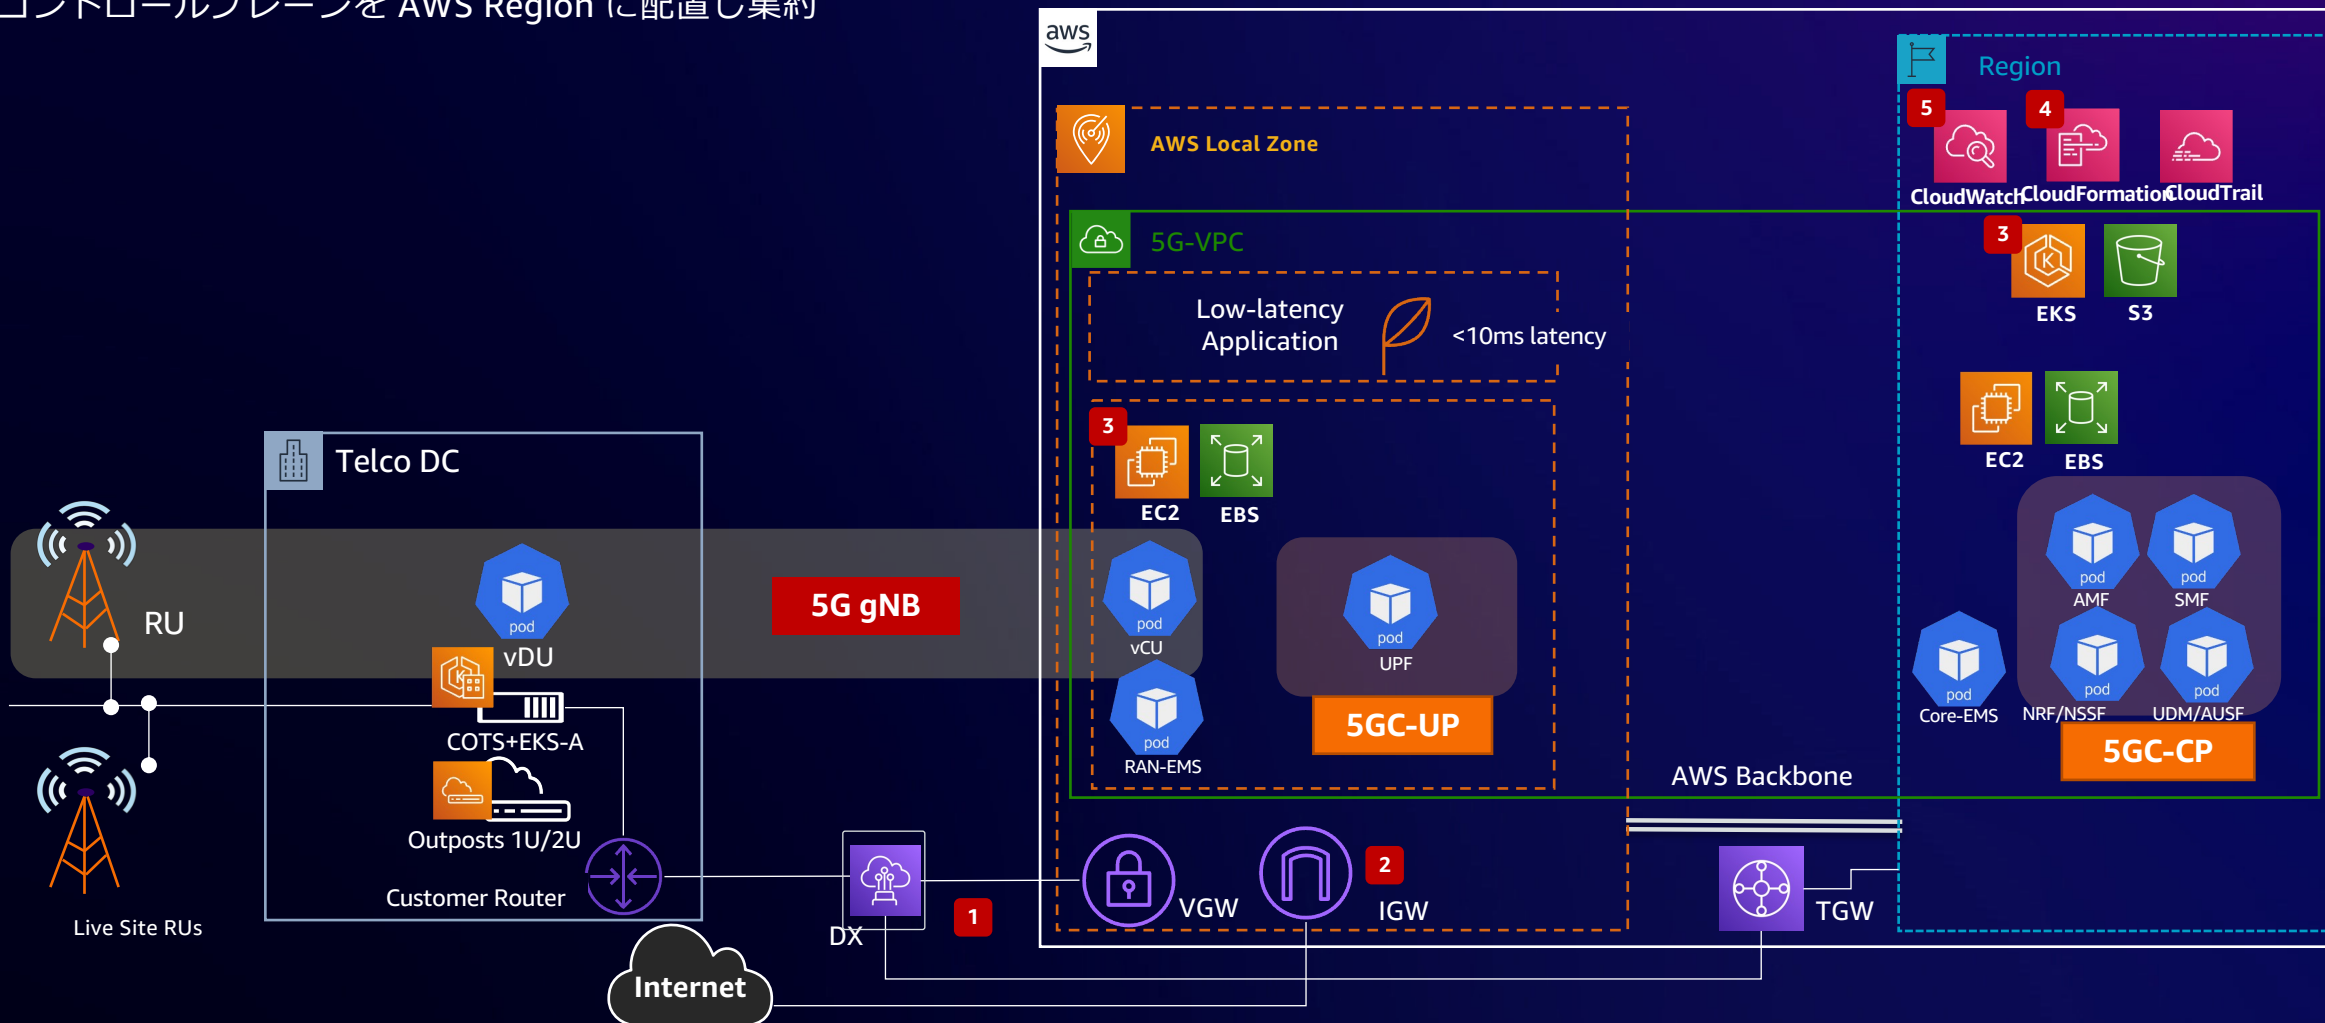 コントロールプレーンを AWS Region に配置し集約
aws
Region
5
4
CloudWatch
CloudFormation
CloudTrail
AWS Local Zone
5G-VPC
3
EKS
S3
Low-latency
Application
<10ms latency
EC2
EBS
3
EC2
EBS
Telco DC
RU
pod
vDU
5G gNB
pod
vCU
pod
UPF
pod
AMF
pod
SMF
pod
Core-EMS
pod
NRF/NSSF
pod
UDM/AUSF
COTS+EKS-A
pod
RAN-EMS
5GC-UP
5GC-CP
AWS Backbone
Outposts 1U/2U
Customer Router
Live Site RUs
DX
1
VGW
2
IGW
TGW
Internet